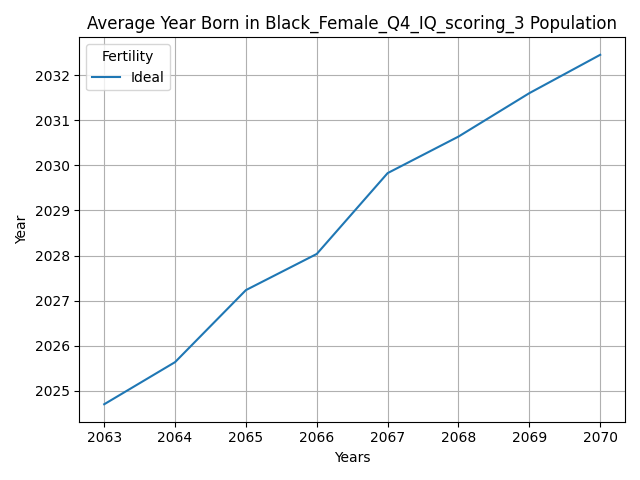 Average Year Born in Black_Female_Q4_IQ_scoring_3 Population
Fertility
Ideal
2032
2031
2030
2029
2028
2027
2026
2025
Year
2063 2064 2065 2066 2067 2068 2069 2070
Years